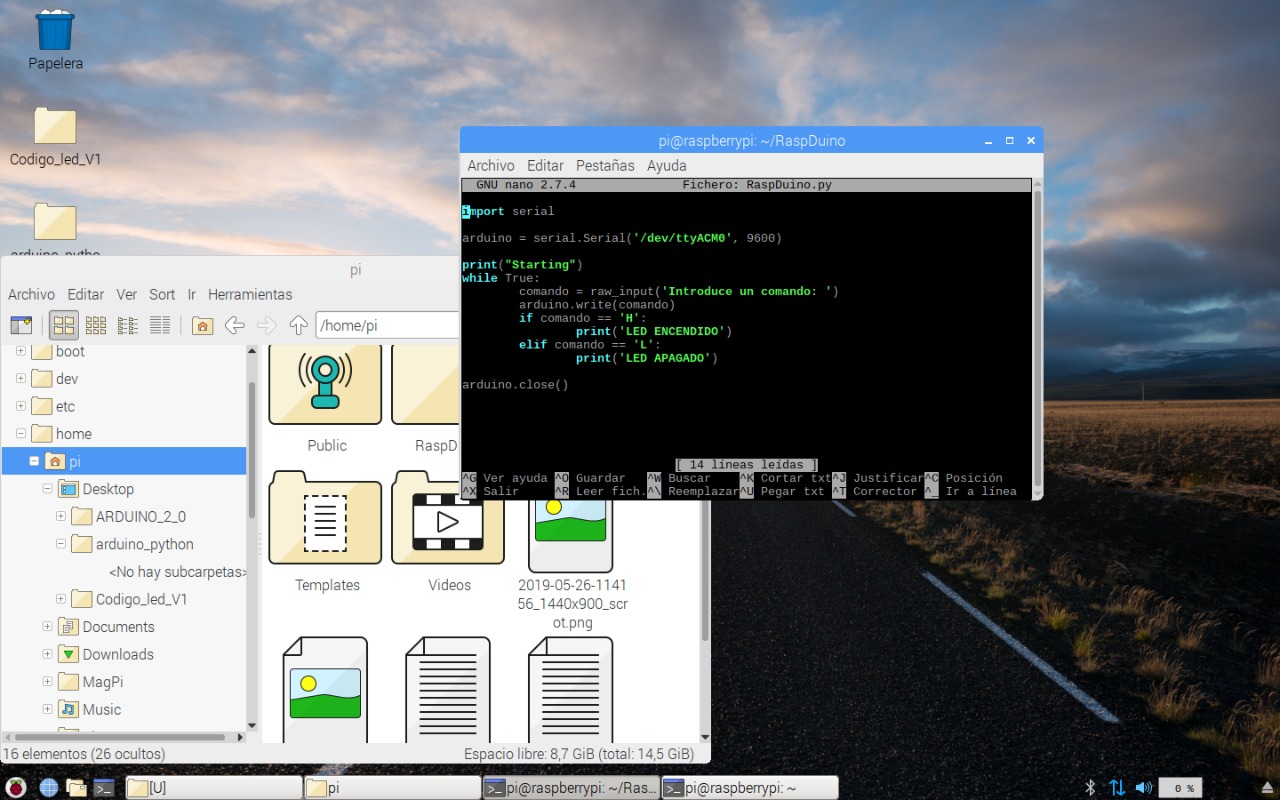 Papelera
Codigo_led_V1
pi
Archivo Editar Ver Sort Ir Herramientas
/home/pi
boot
dev
etc
home
pi
Desktop
ARDUINO_2_0
arduino_python
<No hay subcarpetas>
Codigo_led_V1
Documents
Downloads
MagPi
Music
Public
RaspD
Templates
Videos
2019-05-26-1141
56_1440x900_scr
ot.png
16 elementos (26 ocultos)
Espacio libre: 8,7 GiB (total: 14,5 GiB)
pi@raspberrypi: ~/RaspDuino
Archivo Editar Pestañas Ayuda
GNU nano 2.7.4 Fichero: RaspDuino.py
import serial
arduino = serial.Serial('/dev/ttyACM0', 9600)
print("Starting")
while True:
comando = raw_input('Introduce un comando: ')
arduino.write(comando)
if comando == 'H':
print('LED ENCENDIDO')
elif comando == 'L':
print('LED APAGADO')
arduino.close()
[ 14 líneas leídas ]
^G Ver ayuda ^O Guardar ^W Buscar ^K Cortar txt^J Justificar^C Posición
^X Salir ^R Leer fich.^\ Reemplazar^U Pegar txt ^T Corrector ^_ Ir a línea
[U]
pi
pi@raspberrypi: ~/Ras...
pi@raspberrypi: ~
0 %